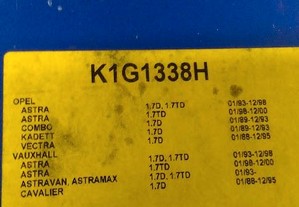 K1G1338H
OPEL
ASTRA 1.7D, 1.7TD 01/93-12/98
ASTRA 1.7TD 01/98-12/00
COMBO 1.7D 01/89-12/93
KADETT 1.7D 01/89-12/93
VECTRA 1.7D 01/88-12/95
VAUXHALL
ASTRA 1.7D, 1.7TD 01/93-12/98
ASTRA 1.7TD 01/98-12/00
ASTRAVAN, ASTRAMAX 1.7D, 1.7TD 01/93-
CAVALIER 1.7D 01/88-12/95